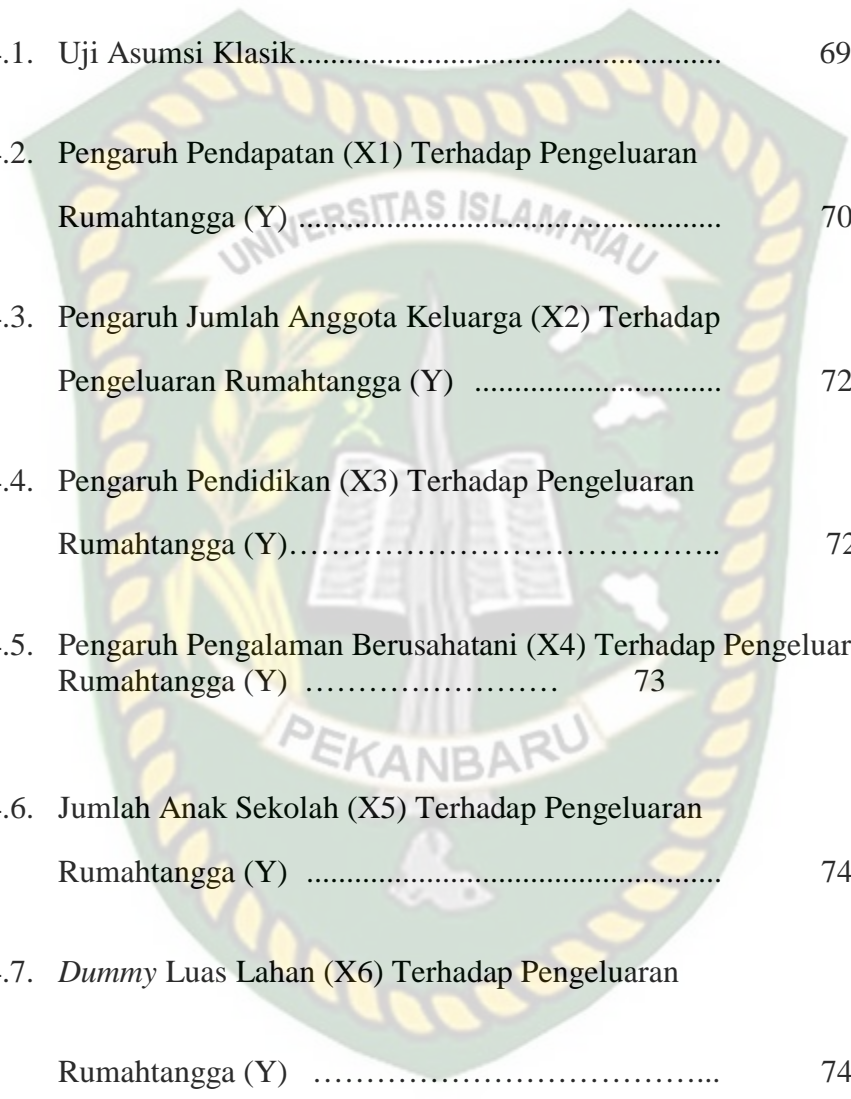 .1. Uji Asumsi Klasik..................................................... 69
.2. Pengaruh Pendapatan (X1) Terhadap Pengeluaran
Rumahtangga (Y) ..................................................... 70
UNIVERSITAS ISLAM RIAU
.3. Pengaruh Jumlah Anggota Keluarga (X2) Terhadap
Pengeluaran Rumahtangga (Y) ............................... 72
.4. Pengaruh Pendidikan (X3) Terhadap Pengeluaran
Rumahtangga (Y)………………………………….. 72
.5. Pengaruh Pengalaman Berusahatani (X4) Terhadap Pengeluar
Rumahtangga (Y) …………………… 73
PEKANBARU
.6. Jumlah Anak Sekolah (X5) Terhadap Pengeluaran
Rumahtangga (Y) .................................................... 74
.7. Dummy Luas Lahan (X6) Terhadap Pengeluaran
Rumahtangga (Y) ………………………………... 74